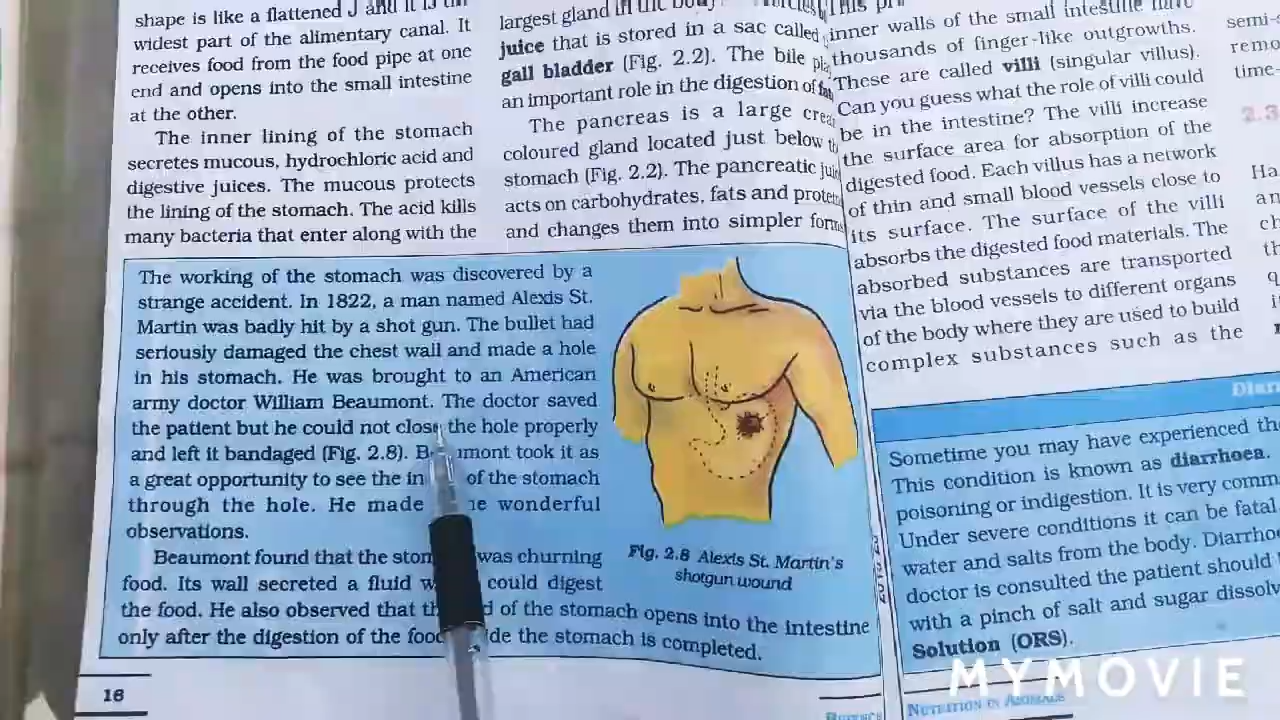 shape is like a flattened J and it is the
widest part of the alimentary canal. It
receives food from the food pipe at one
end and opens into the small intestine
at the other.
The inner lining of the stomach
secretes mucous, hydrochloric acid and
digestive juices. The mucous protects
the lining of the stomach. The acid kills
many bacteria that enter along with the
largest gland in the body
juice that is stored in a sac called
gall bladder (Fig. 2.2). The bile
an important role in the digestion of
The pancreas is a large
coloured gland located just below
stomach (Fig. 2.2). The pancreatic
acts on carbohydrates, fats and
and changes them into simpler
The working of the stomach was discovered by a
strange accident. In 1822, a man named Alexis St.
Martin was badly hit by a shot gun. The bullet had
seriously damaged the chest wall and made a hole
in his stomach. He was brought to an American
army doctor William Beaumont. The doctor saved
the patient but he could not close the hole properly
and left it bandaged (Fig. 2.8). took it as
a great opportunity to see the of the stomach
through the hole. He made wonderful
observations.
Beaumont found that the was churning
food. Its wall secreted a fluid could digest
the food. He also observed that of the stomach opens into the intestine
only after the digestion of the the stomach is completed.
Fig. 2.8 Alexis St. Martin's
shotgun wound
16
inner walls of the small intestine have
thousands of finger-like outgrowths.
These are called villi (singular villus).
Can you guess what the role of villi could
be in the intestine? The villi increase
the surface area for absorption of the
digested food. Each villus has a network
of thin and small blood vessels close to
its surface. The surface of the villi
absorbs the digested food materials. The
absorbed substances are transported
via the blood vessels to different organs
of the body where they are used to build
complex substances such as the
Sometime you may have experienced
This condition is known as diarrhoea.
poisoning or indigestion. It is very
Under severe conditions it can be fatal.
water and salts from the body.
doctor is consulted the patient should
with a pinch of salt and sugar
Solution (ORS).
NUTRITION IN ANIMALS
semi-
time-
2.3
MYMOVIE